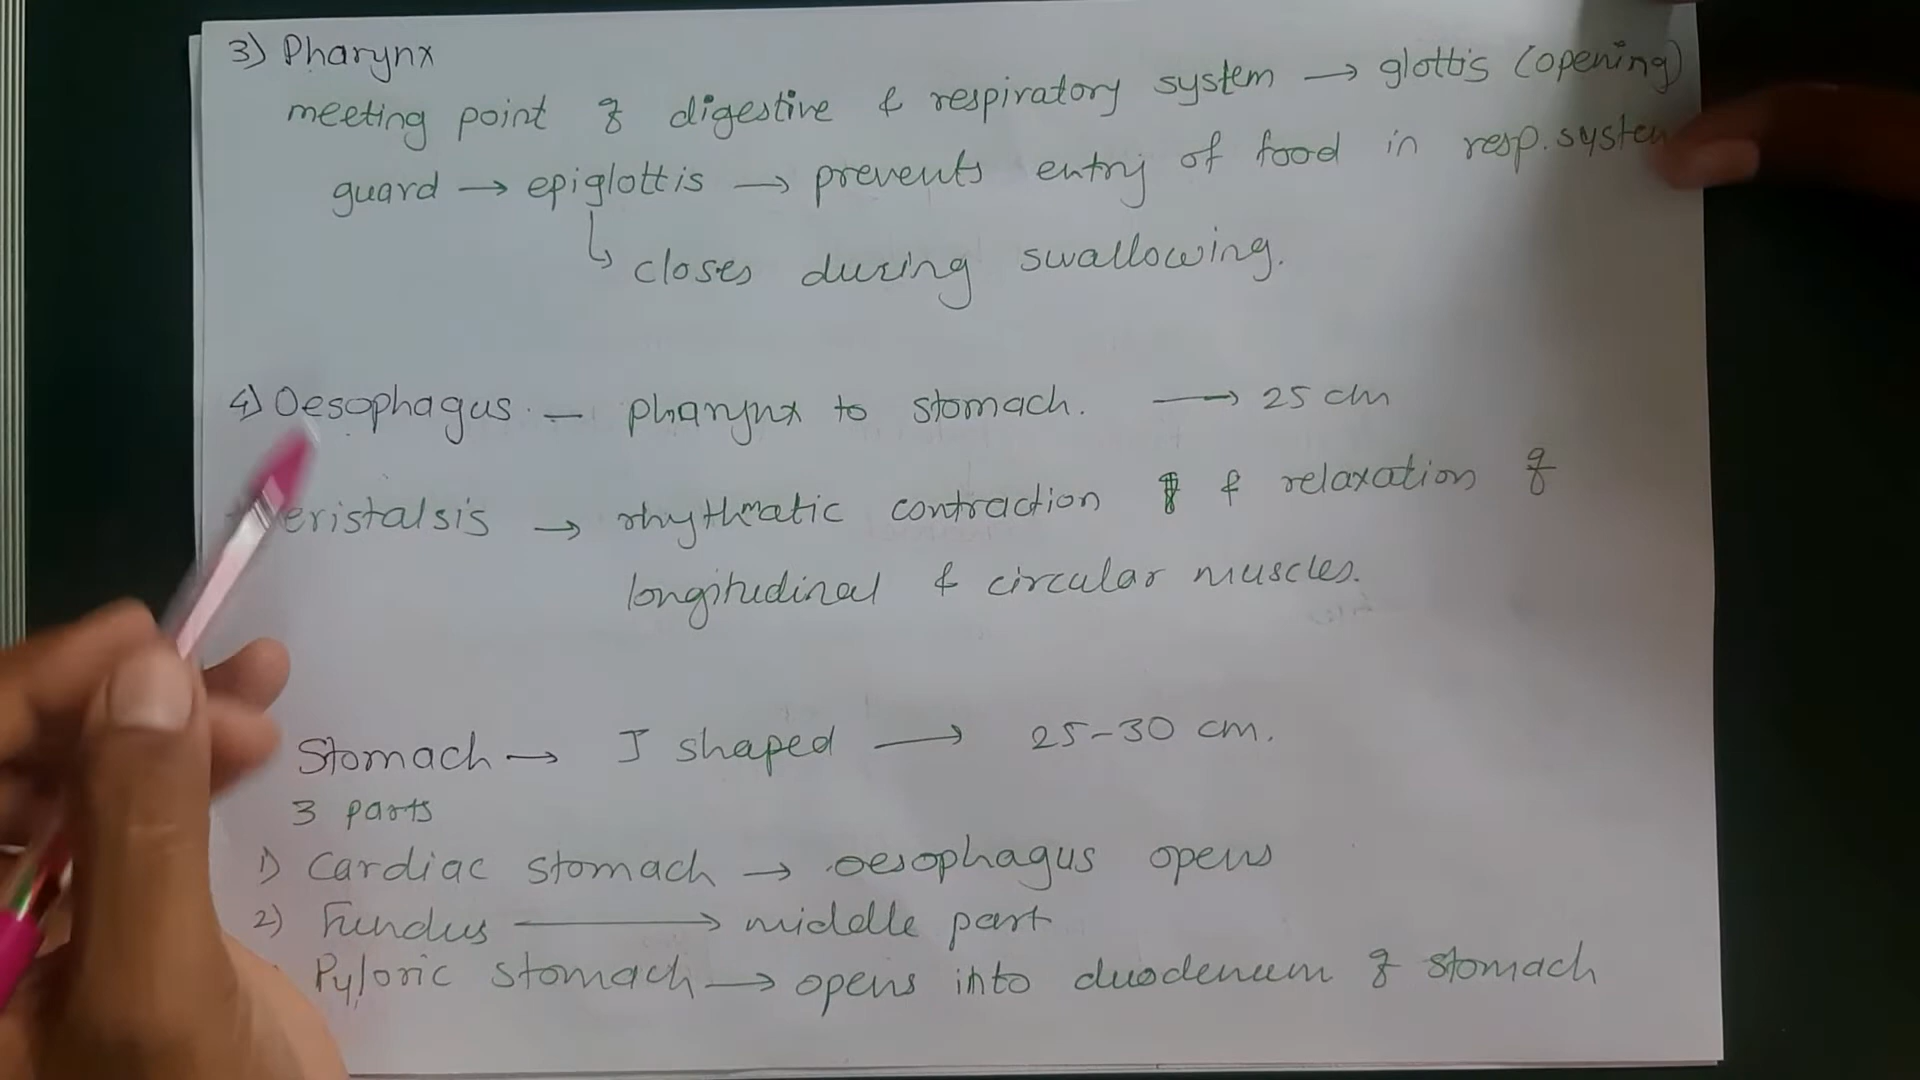 3) Pharynx
meeting point of digestive & respiratory system → glottis (opening)
guard → epiglottis → prevents entry of food in resp. system
↳ closes during swallowing.
4) Oesophagus – pharynx to stomach. → 25 cm
eristalsis → rhythmatic contraction & relaxation of
longitudinal & circular muscles.
Stomach → J shaped → 25-30 cm.
3 parts
1) Cardiac stomach → oesophagus opens
2) Fundus → middle part
Pyloric stomach → opens into duodenum of stomach